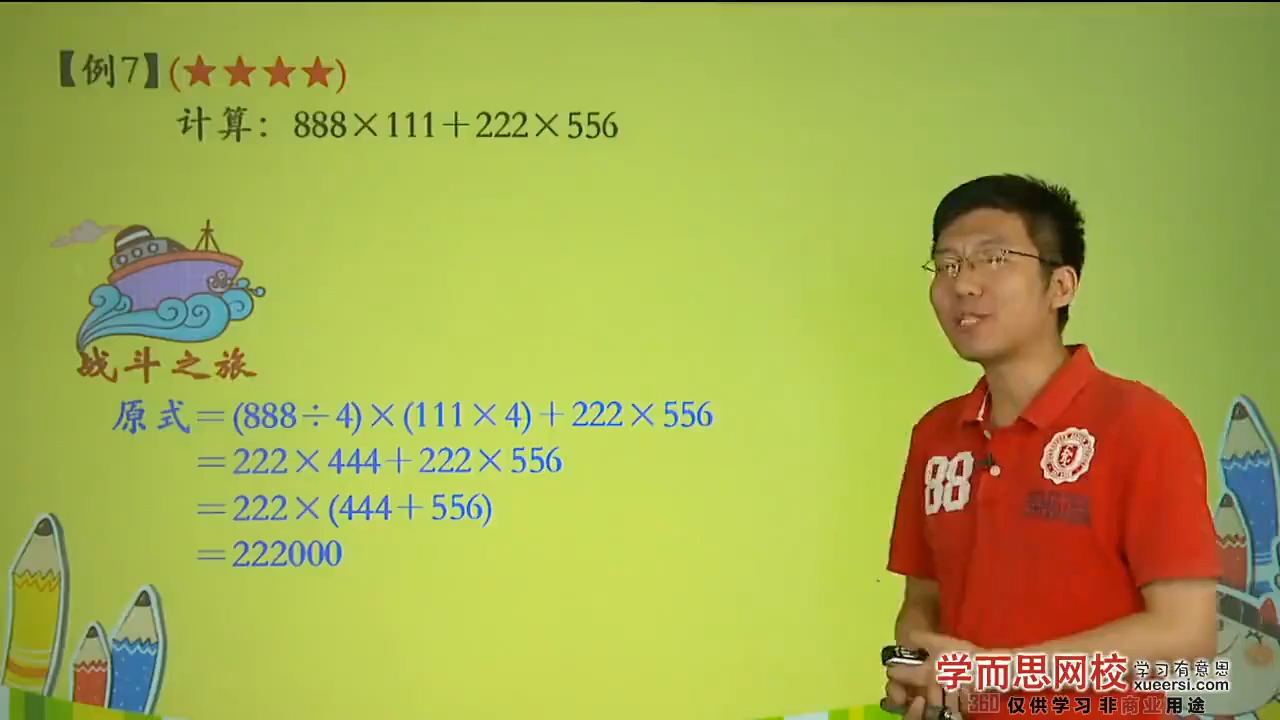 【例7】(★★★★)
计算：888×111＋222×556
战斗之旅
原式＝(888÷4)×(111×4)＋222×556
＝222×444＋222×556
＝222×(444＋556)
＝222000
88
学而思网校 学习有意思
xueersi.com
360 仅供学习 非商业用途